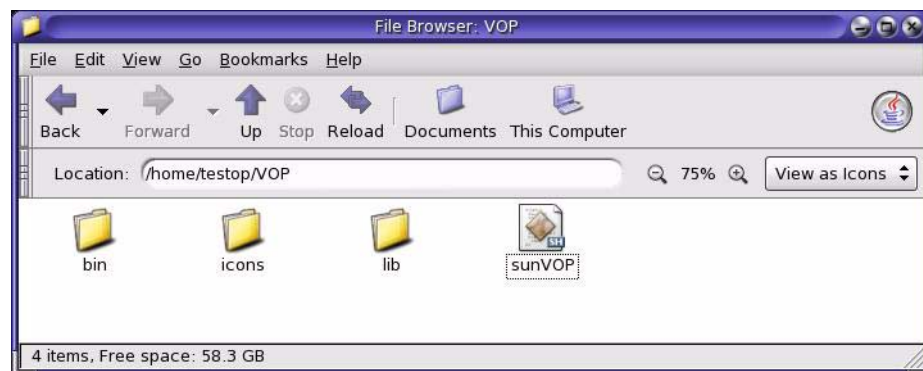 File Browser: VOP
File Edit View Go Bookmarks Help
Back Forward Up Stop Reload Documents This Computer
Location: /home/testop/VOP 75% View as Icons
bin icons lib sunVOP
SH
4 items, Free space: 58.3 GB